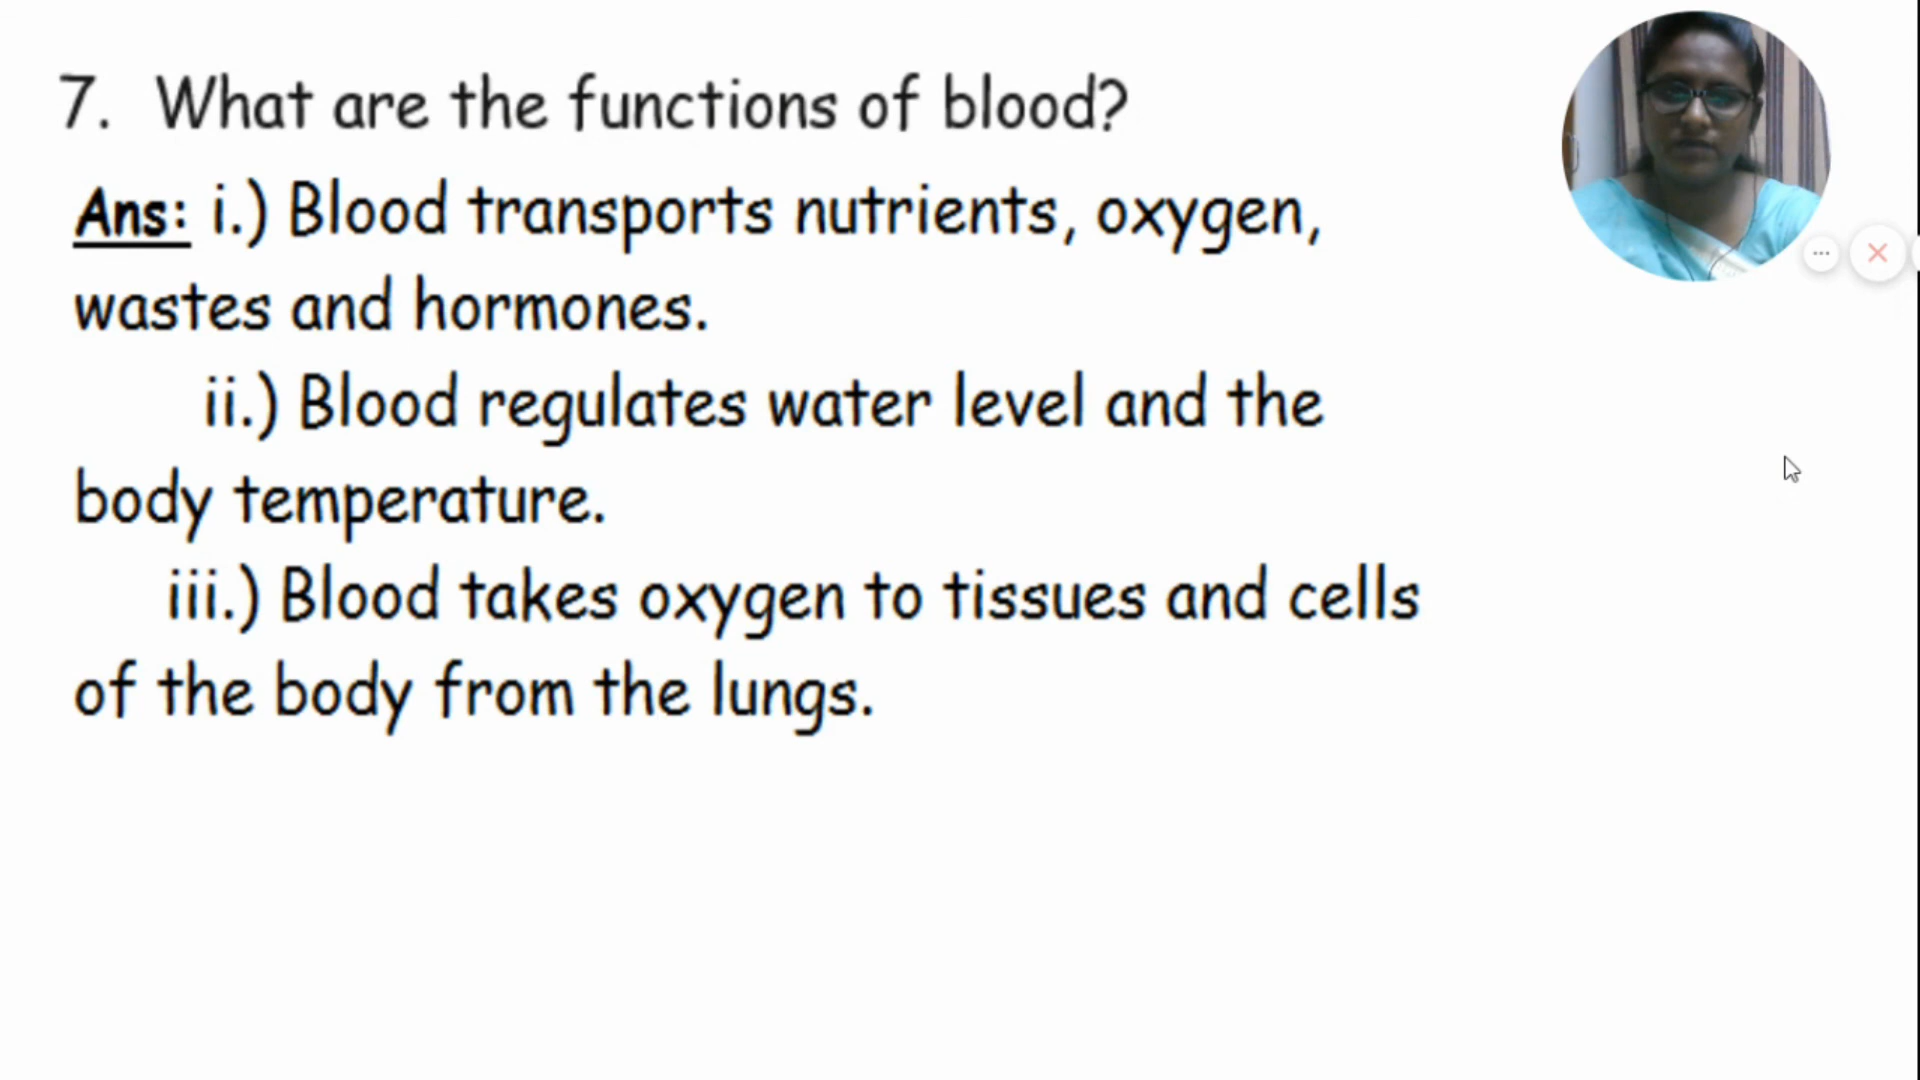 7. What are the functions of blood?
Ans: i.) Blood transports nutrients, oxygen,
wastes and hormones.
ii.) Blood regulates water level and the
body temperature.
iii.) Blood takes oxygen to tissues and cells
of the body from the lungs.